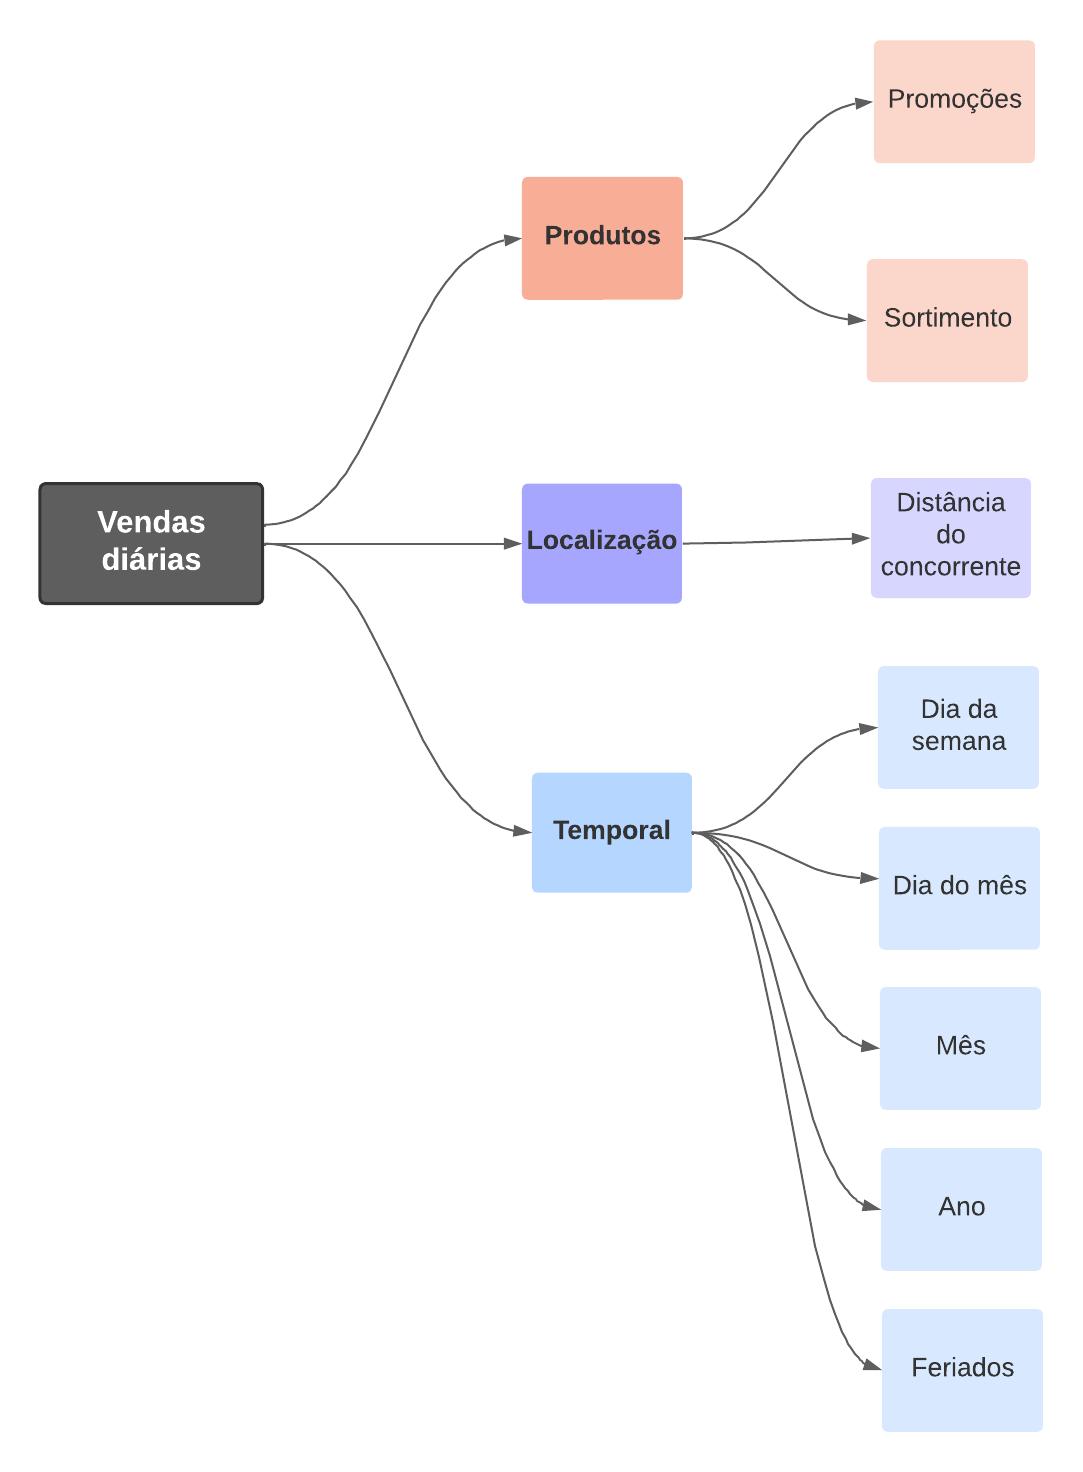 Vendas
diárias
Produtos
Promoções
Sortimento
Localização
Distância
do
concorrente
Temporal
Dia da
semana
Dia do mês
Mês
Ano
Feriados